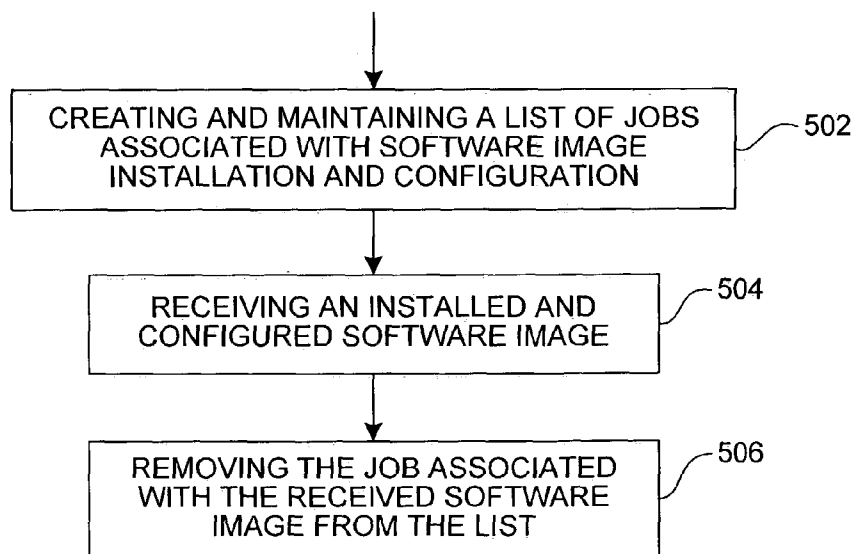 CREATING AND MAINTAINING A LIST OF JOBS
ASSOCIATED WITH SOFTWARE IMAGE
INSTALLATION AND CONFIGURATION
502
RECEIVING AN INSTALLED AND
CONFIGURED SOFTWARE IMAGE
504
REMOVING THE JOB ASSOCIATED
WITH THE RECEIVED SOFTWARE
IMAGE FROM THE LIST
506